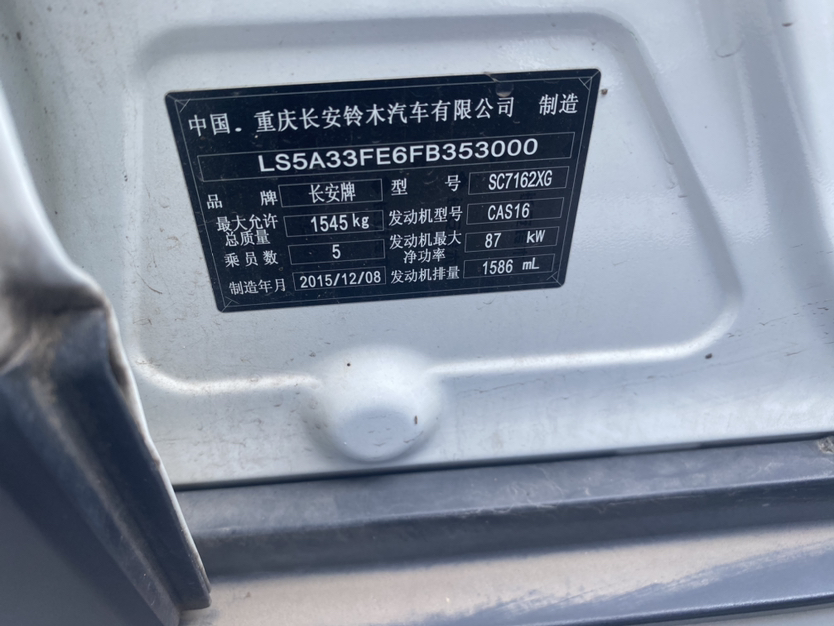 中国.重庆长安铃木汽车有限公司 制造
LS5A33FE6FB353000
品 牌 长安牌 型 号 SC7162XG
最大允许总质量 1545 kg 发动机型号 CAS16
乘员数 5 发动机最大净功率 87 kW
制造年月 2015/12/08 发动机排量 1586 mL